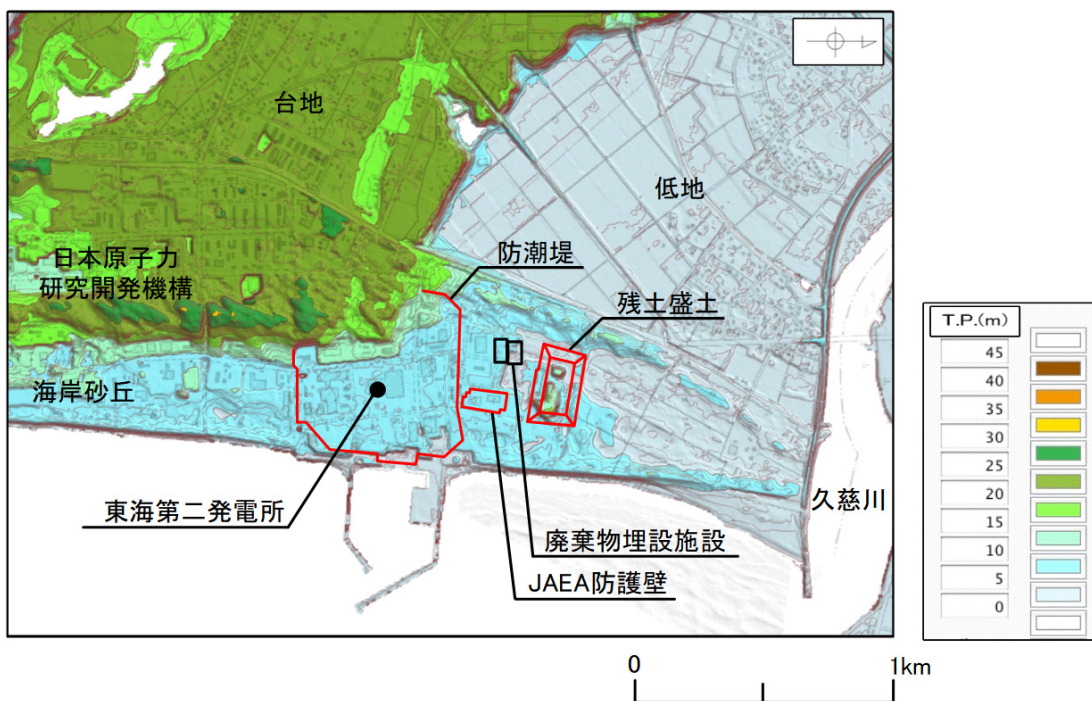 台地
低地
防潮堤
日本原子力
研究開発機構
残土盛土
海岸砂丘
東海第二発電所
久慈川
廃棄物埋設施設
JAEA防護壁
T.P.(m)
45
40
35
30
25
20
15
10
5
0
0
1km